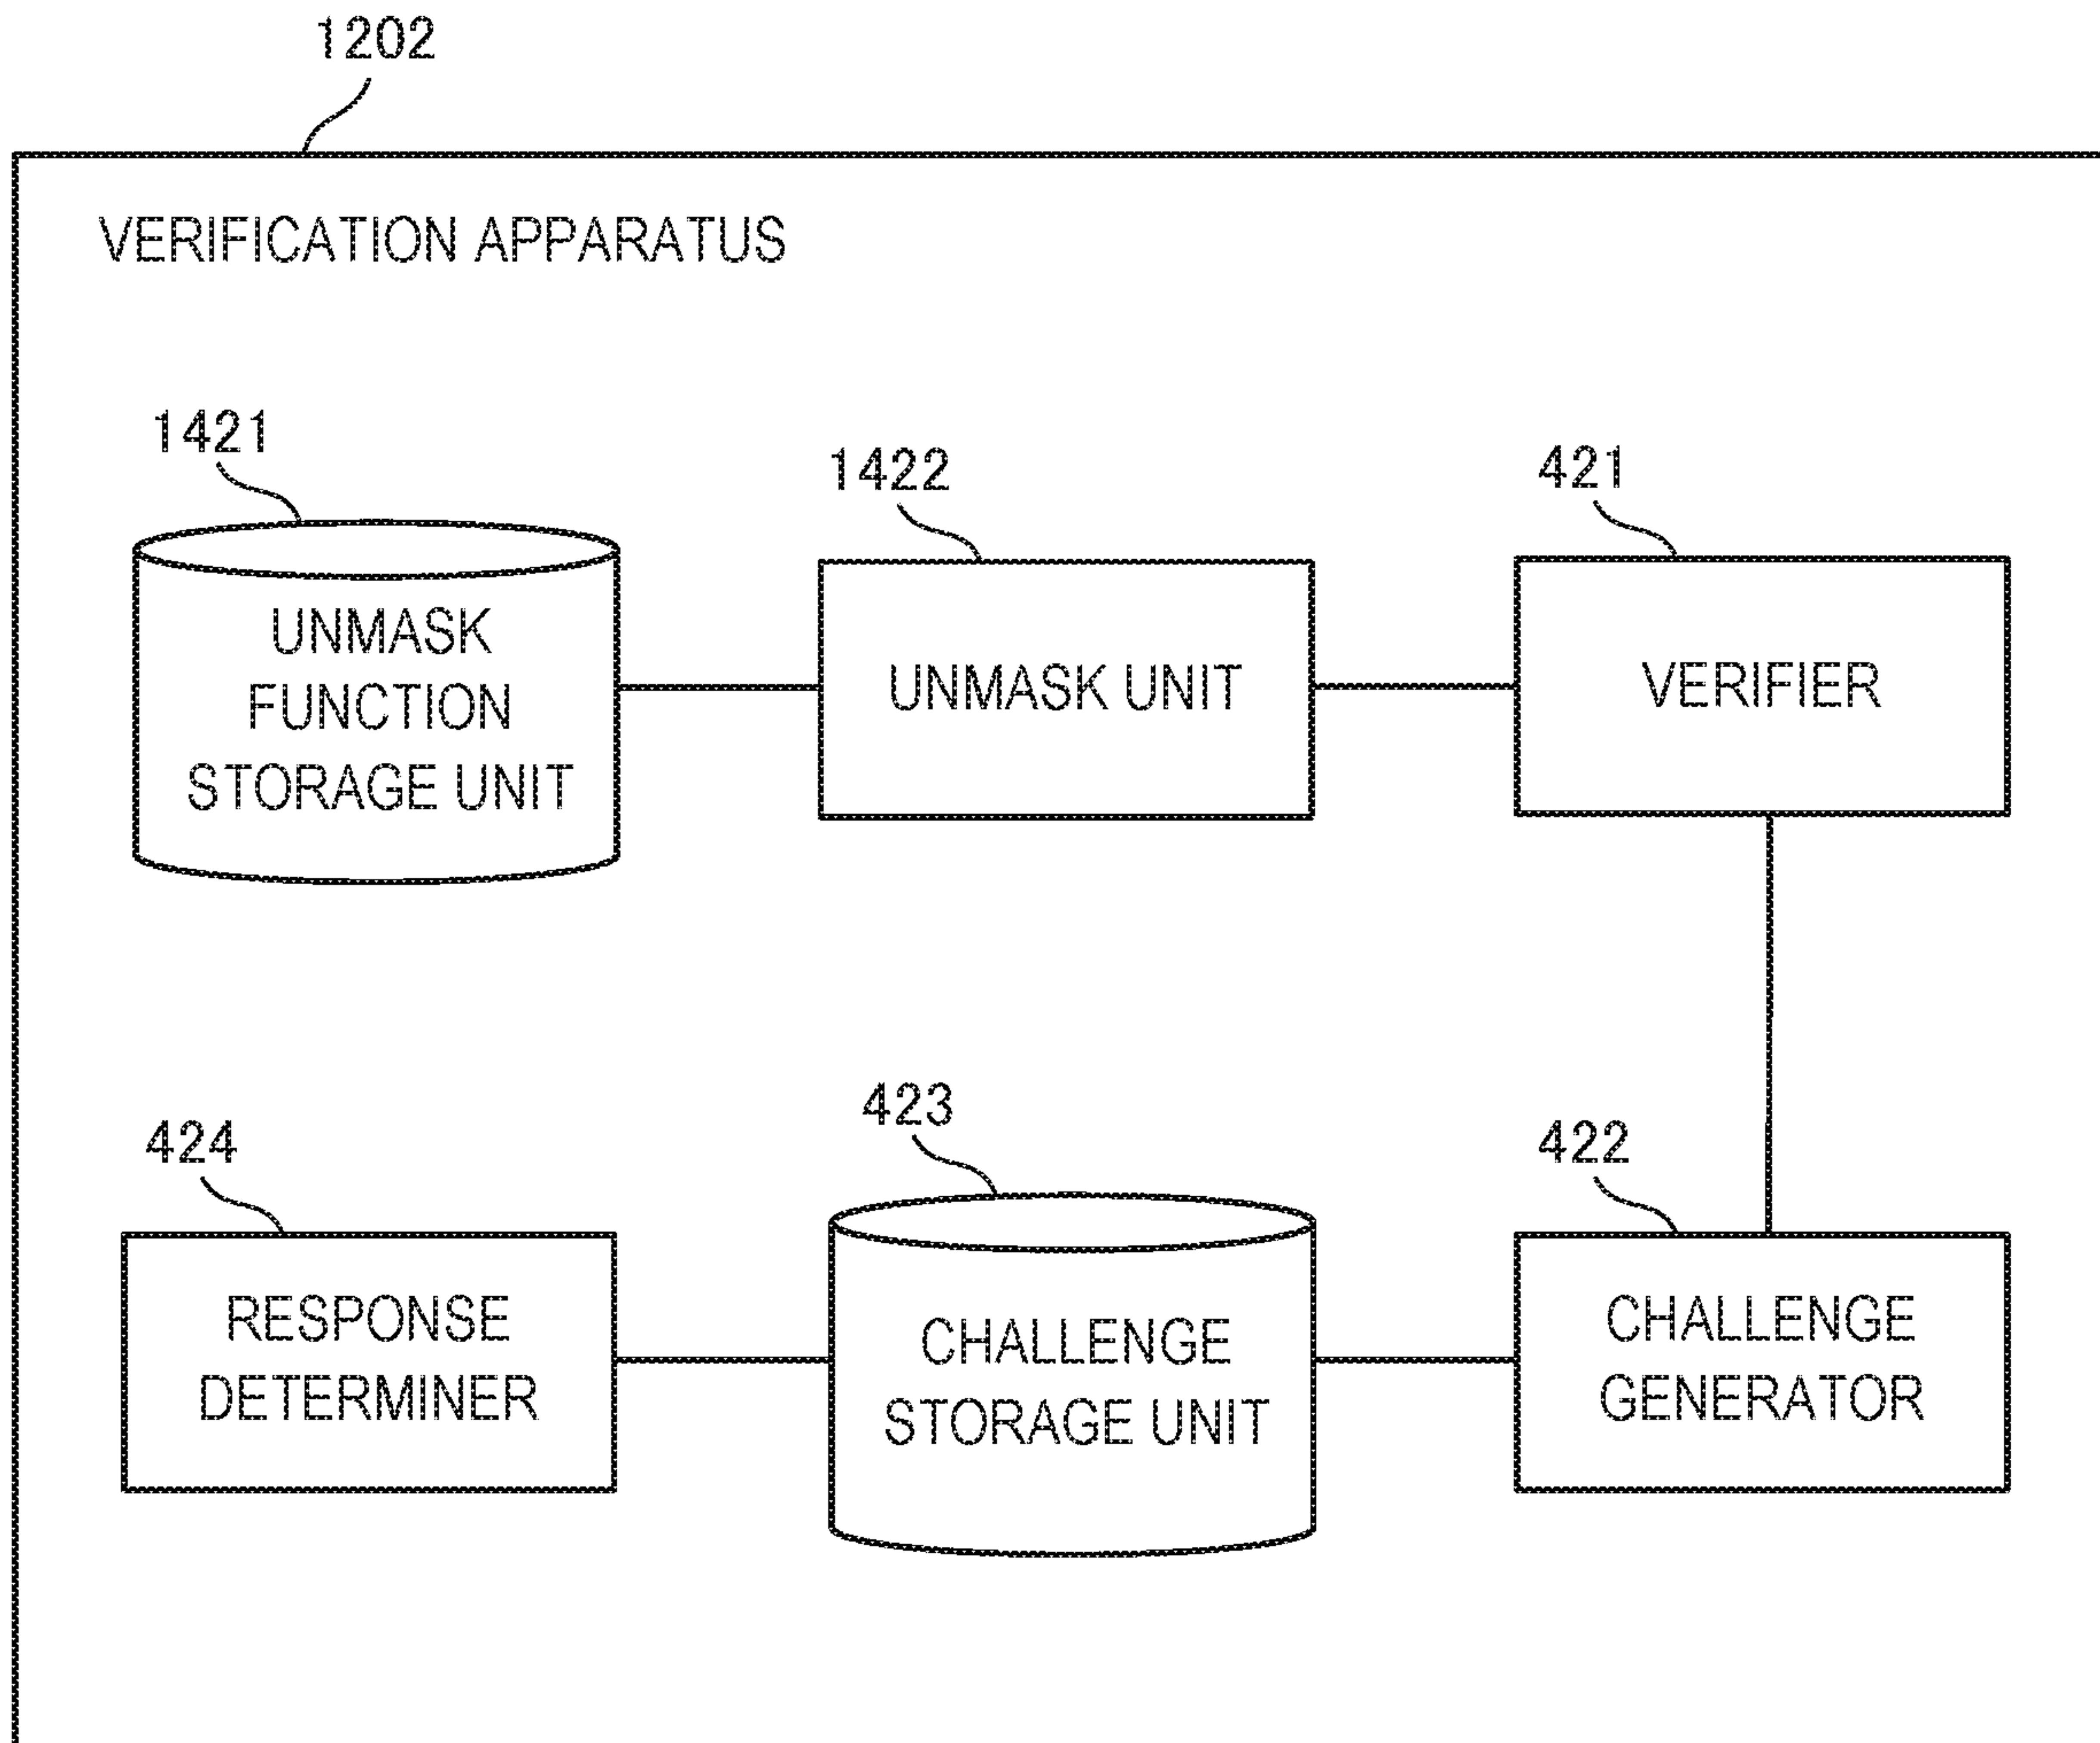 1202
VERIFICATION APPARATUS
1421
1422
421
UNMASK
FUNCTION
STORAGE UNIT
UNMASK UNIT
VERIFIER
424
423
422
RESPONSE
DETERMINER
CHALLENGE
STORAGE UNIT
CHALLENGE
GENERATOR